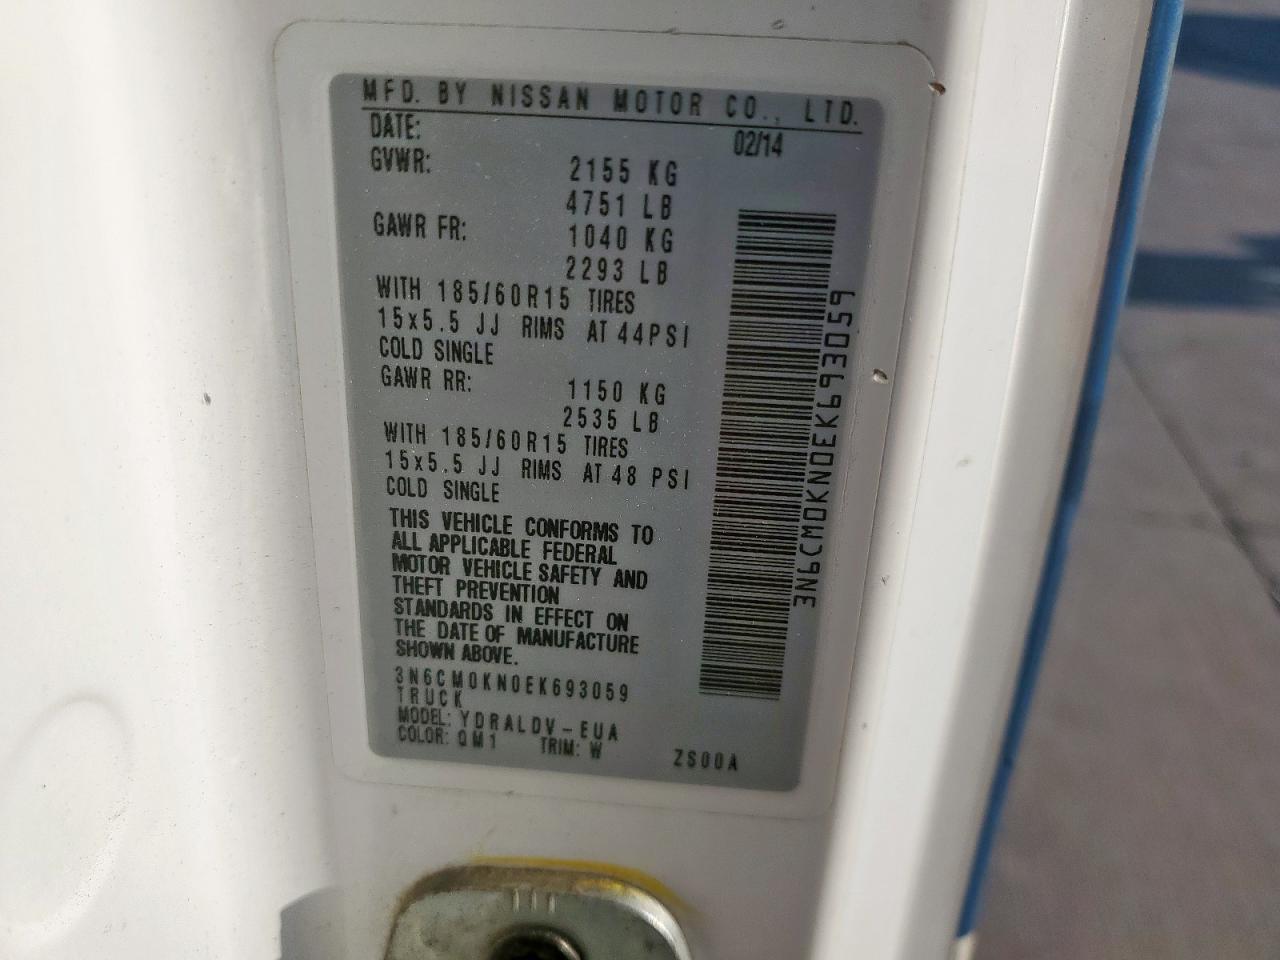 MFD. BY NISSAN MOTOR CO., LTD.
DATE: 02/14
GVWR: 2155 KG
4751 LB
GAWR FR: 1040 KG
2293 LB
WITH 185/60R15 TIRES
15x5.5 JJ RIMS AT 44PSI
COLD SINGLE
GAWR RR: 1150 KG
2535 LB
WITH 185/60R15 TIRES
15x5.5 JJ RIMS AT 48 PSI
COLD SINGLE
THIS VEHICLE CONFORMS TO
ALL APPLICABLE FEDERAL
MOTOR VEHICLE SAFETY AND
THEFT PREVENTION
STANDARDS IN EFFECT ON
THE DATE OF MANUFACTURE
SHOWN ABOVE.
3N6CM0KN0EK693059
TRUCK
MODEL: YDRALDV-EUA
COLOR: QM1 TRIM: W ZS00A
3N6CM0KN0EK693059